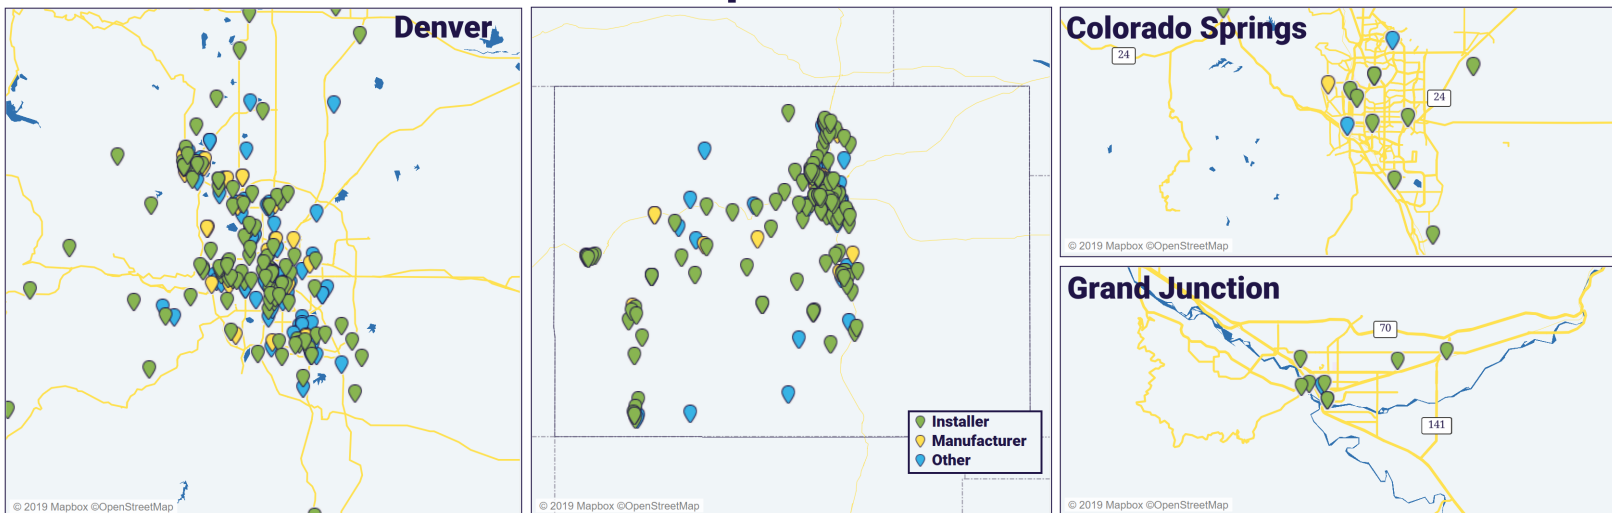 Denver
© 2019 Mapbox ©OpenStreetMap
Installer
Manufacturer
Other
© 2019 Mapbox ©OpenStreetMap
Colorado Springs
24
24
© 2019 Mapbox ©OpenStreetMap
Grand Junction
70
141
© 2019 Mapbox ©OpenStreetMap